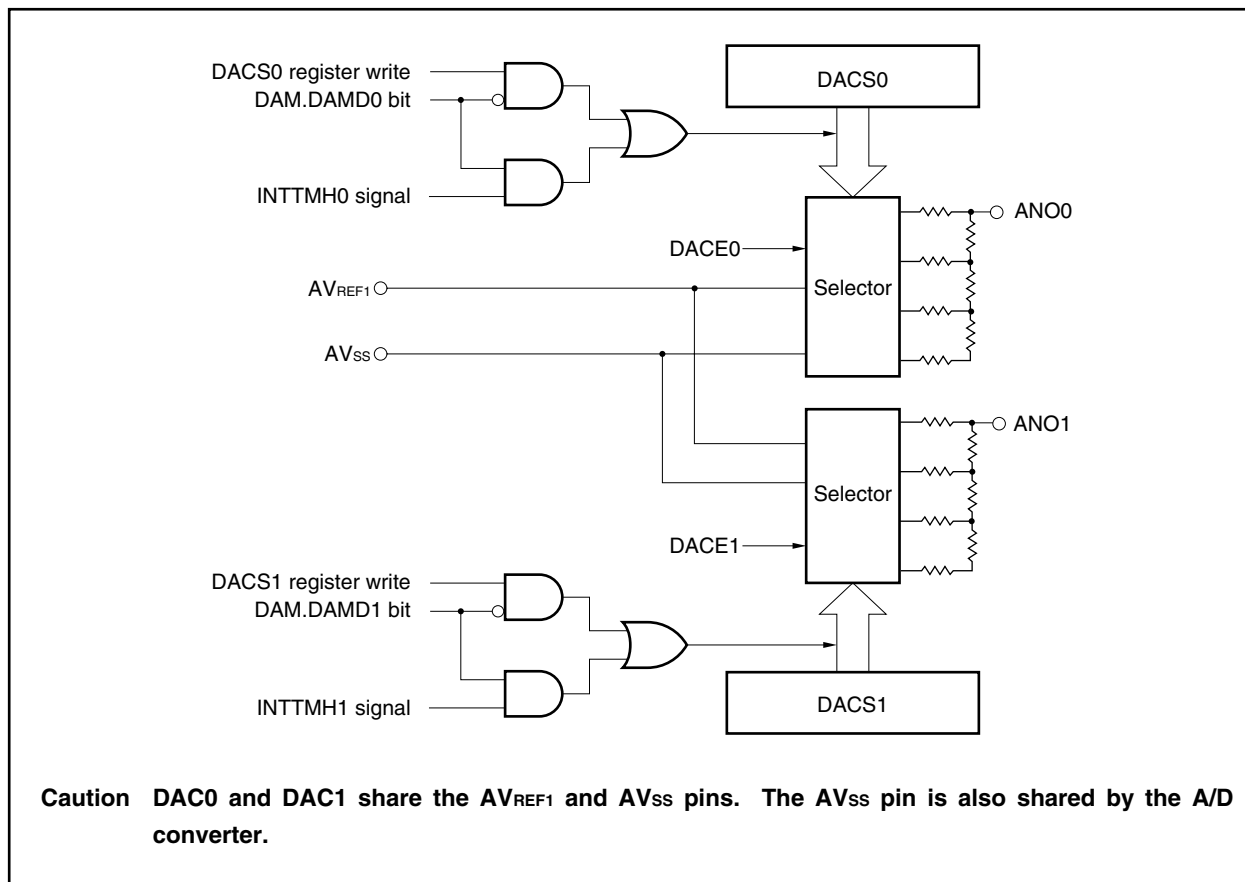 DACS0 register write
DAM.DAMD0 bit
INTTMH0 signal
DACS0
DACE0
Selector
ANO0
AVREF1
AVSS
Selector
ANO1
DACE1
DACS1 register write
DAM.DAMD1 bit
INTTMH1 signal
DACS1
Caution DAC0 and DAC1 share the AVREF1 and AVSS pins. The AVSS pin is also shared by the A/D
converter.